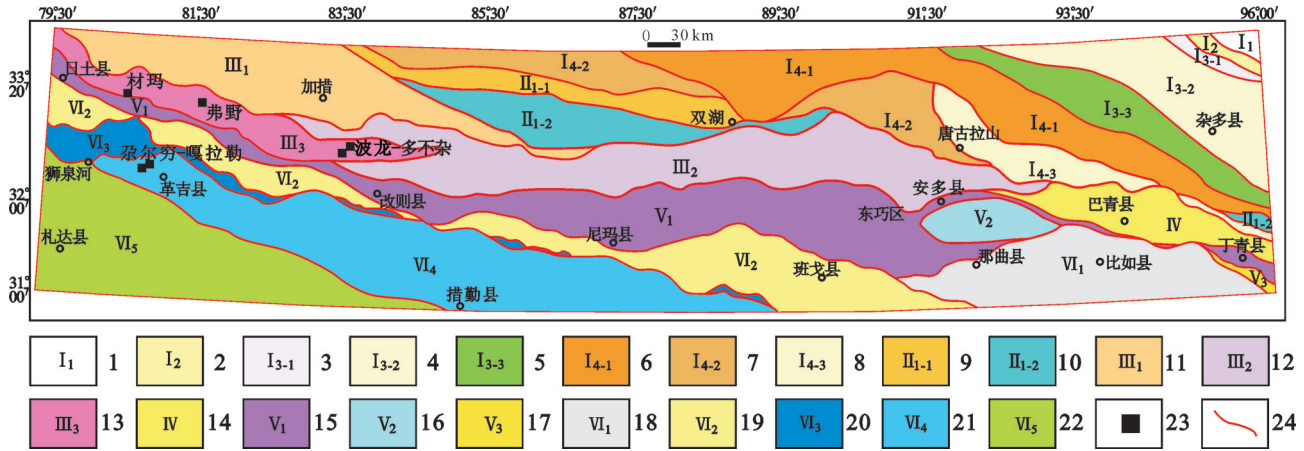 79°30′ 81°30′ 83°30′ 85°30′ 87°30′ 89°30′ 91°30′ 93°30′ 96°00′
0 30 km
33°20′
32°00′
31°00′
I₁
I₂
I₃₋₁
I₄₋₂
I₄₋₁
I₃₋₂
III₁
日土县
材玛
加措
II₁₋₁
I₃₋₃
VI₂
V₁
弗野
II₁₋₂
双湖
I₄₋₂
唐古拉山
I₄₋₁
杂多县
VI₃
尕尔穷-嘎拉勒
III₃
波龙-多不杂
III₂
I₄₋₃
狮泉河
革吉县
VI₂
改则县
安多县
巴青县
札达县
VI₅
V₁
东巧区
V₂
IV
II₁₋₂
尼玛县
丁青县
VI₄
VI₂
班戈县
那曲县
VI₁
比如县
V₃
措勤县
I₁ 1 I₂ 2 I₃₋₁ 3 I₃₋₂ 4 I₃₋₃ 5 I₄₋₁ 6 I₄₋₂ 7 I₄₋₃ 8 II₁₋₁ 9 II₁₋₂ 10 III₁ 11 III₂ 12
III₃ 13 IV 14 V₁ 15 V₂ 16 V₃ 17 VI₁ 18 VI₂ 19 VI₃ 20 VI₄ 21 VI₅ 22 23 24